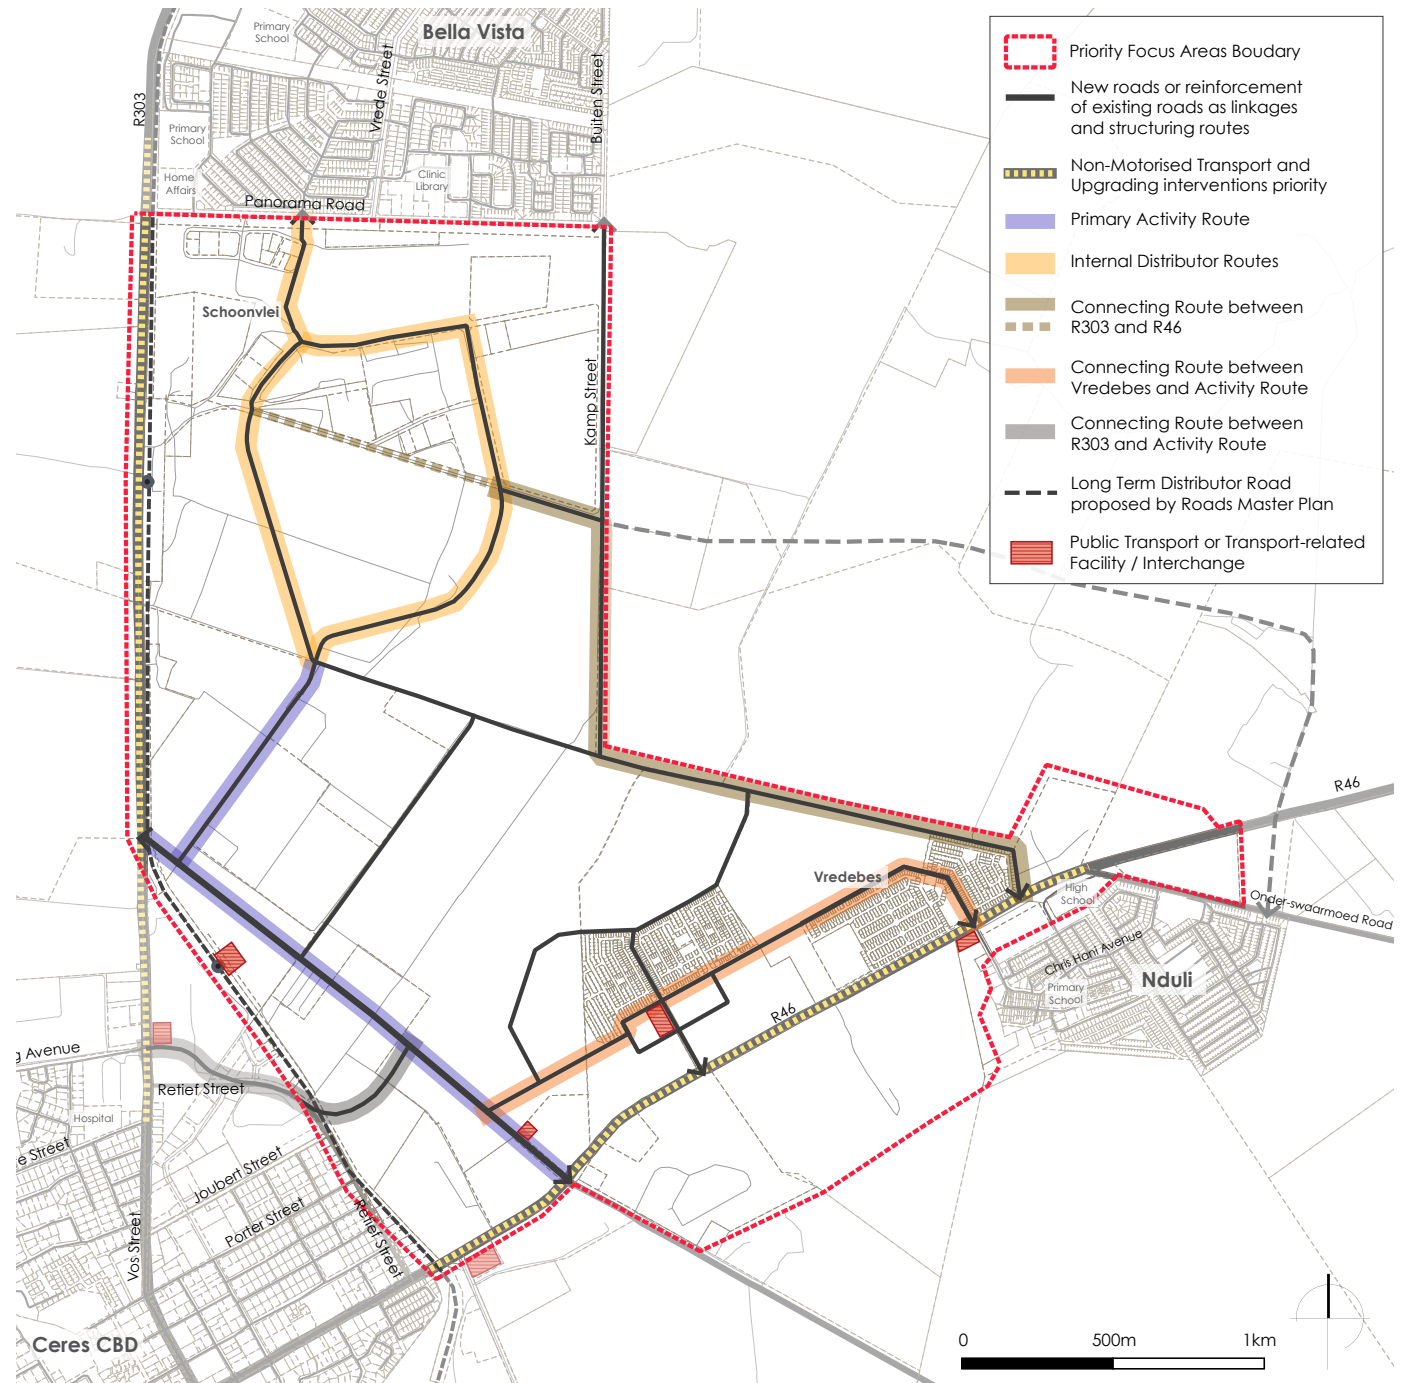 Bella Vista
Primary
School
Vrede Street
Buiten Street
R303
Primary
School
Home
Affairs
Clinic
Library
Panorama Road
Schoonvlei
Kamp Street
Priority Focus Areas Boudary
New roads or reinforcement
of existing roads as linkages
and structuring routes
Non-Motorised Transport and
Upgrading interventions priority
Primary Activity Route
Internal Distributor Routes
Connecting Route between
R303 and R46
Connecting Route between
Vredebes and Activity Route
Connecting Route between
R303 and Activity Route
Long Term Distributor Road
proposed by Roads Master Plan
Public Transport or Transport-related
Facility / Interchange
R46
Vredebes
High
School
Onder-swaarmoed Road
Chris Hani Avenue
Nduli
Primary
School
R46
g Avenue
Retief Street
Hospital
e Street
Joubert Street
Porter Street
Retief Street
Vos Street
Ceres CBD
0 500m 1km